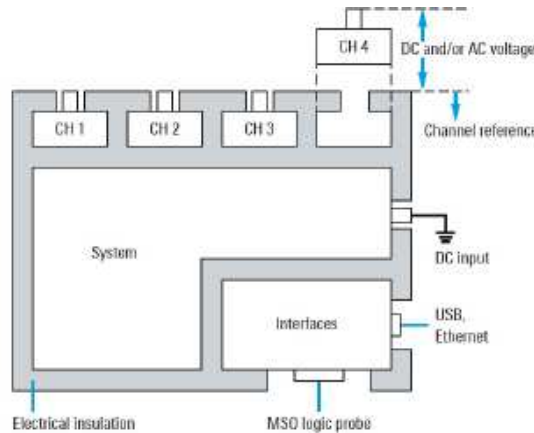 CH 4
DC and/or AC voltage
CH 1
CH 2
CH 3
Channel reference
System
DC input
Interfaces
USB,
Ethernet
Electrical insulation
MSO logic probe